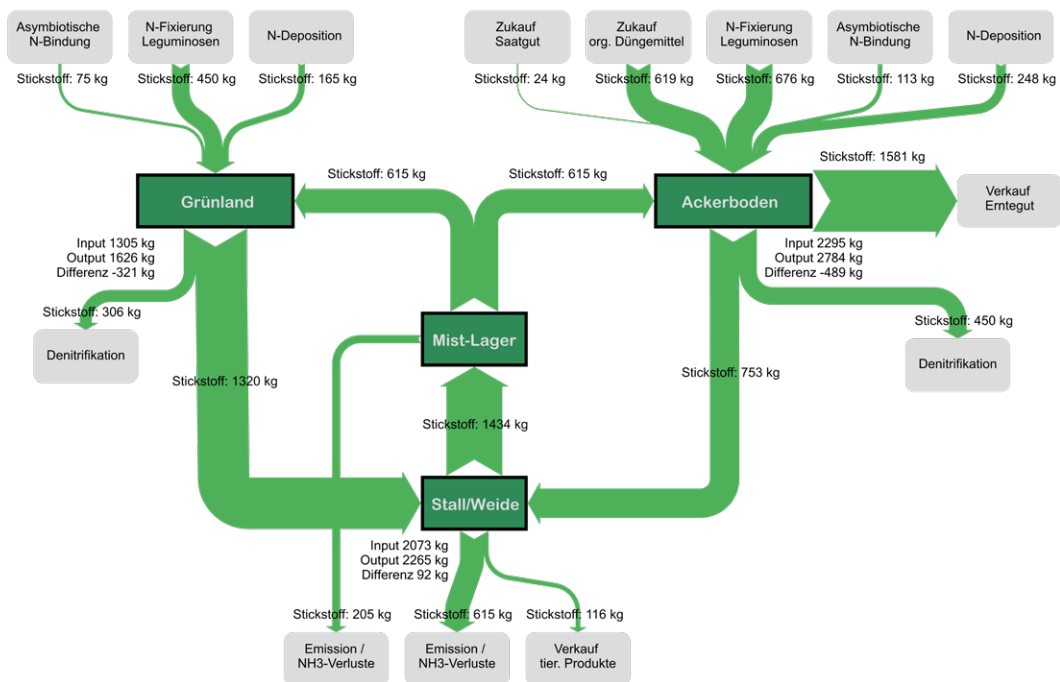 Asymbiotische
N-Bindung
N-Fixierung
Leguminosen
N-Deposition
Zukauf
Saatgut
Zukauf
org. Düngemittel
N-Fixierung
Leguminosen
Asymbiotische
N-Bindung
N-Deposition
Stickstoff: 75 kg
Stickstoff: 450 kg
Stickstoff: 165 kg
Stickstoff: 24 kg
Stickstoff: 619 kg
Stickstoff: 676 kg
Stickstoff: 113 kg
Stickstoff: 248 kg
Stickstoff: 615 kg
Stickstoff: 615 kg
Stickstoff: 1581 kg
Grünland
Ackerboden
Verkauf
Erntegut
Input 1305 kg
Output 1626 kg
Differenz -321 kg
Input 2295 kg
Output 2784 kg
Differenz -489 kg
Stickstoff: 306 kg
Stickstoff: 450 kg
Denitrifikation
Mist-Lager
Denitrifikation
Stickstoff: 1320 kg
Stickstoff: 753 kg
Stickstoff: 1434 kg
Stall/Weide
Input 2073 kg
Output 2265 kg
Differenz 92 kg
Stickstoff: 205 kg
Stickstoff: 615 kg
Stickstoff: 116 kg
Emission /
NH3-Verluste
Emission /
NH3-Verluste
Verkauf
tier. Produkte